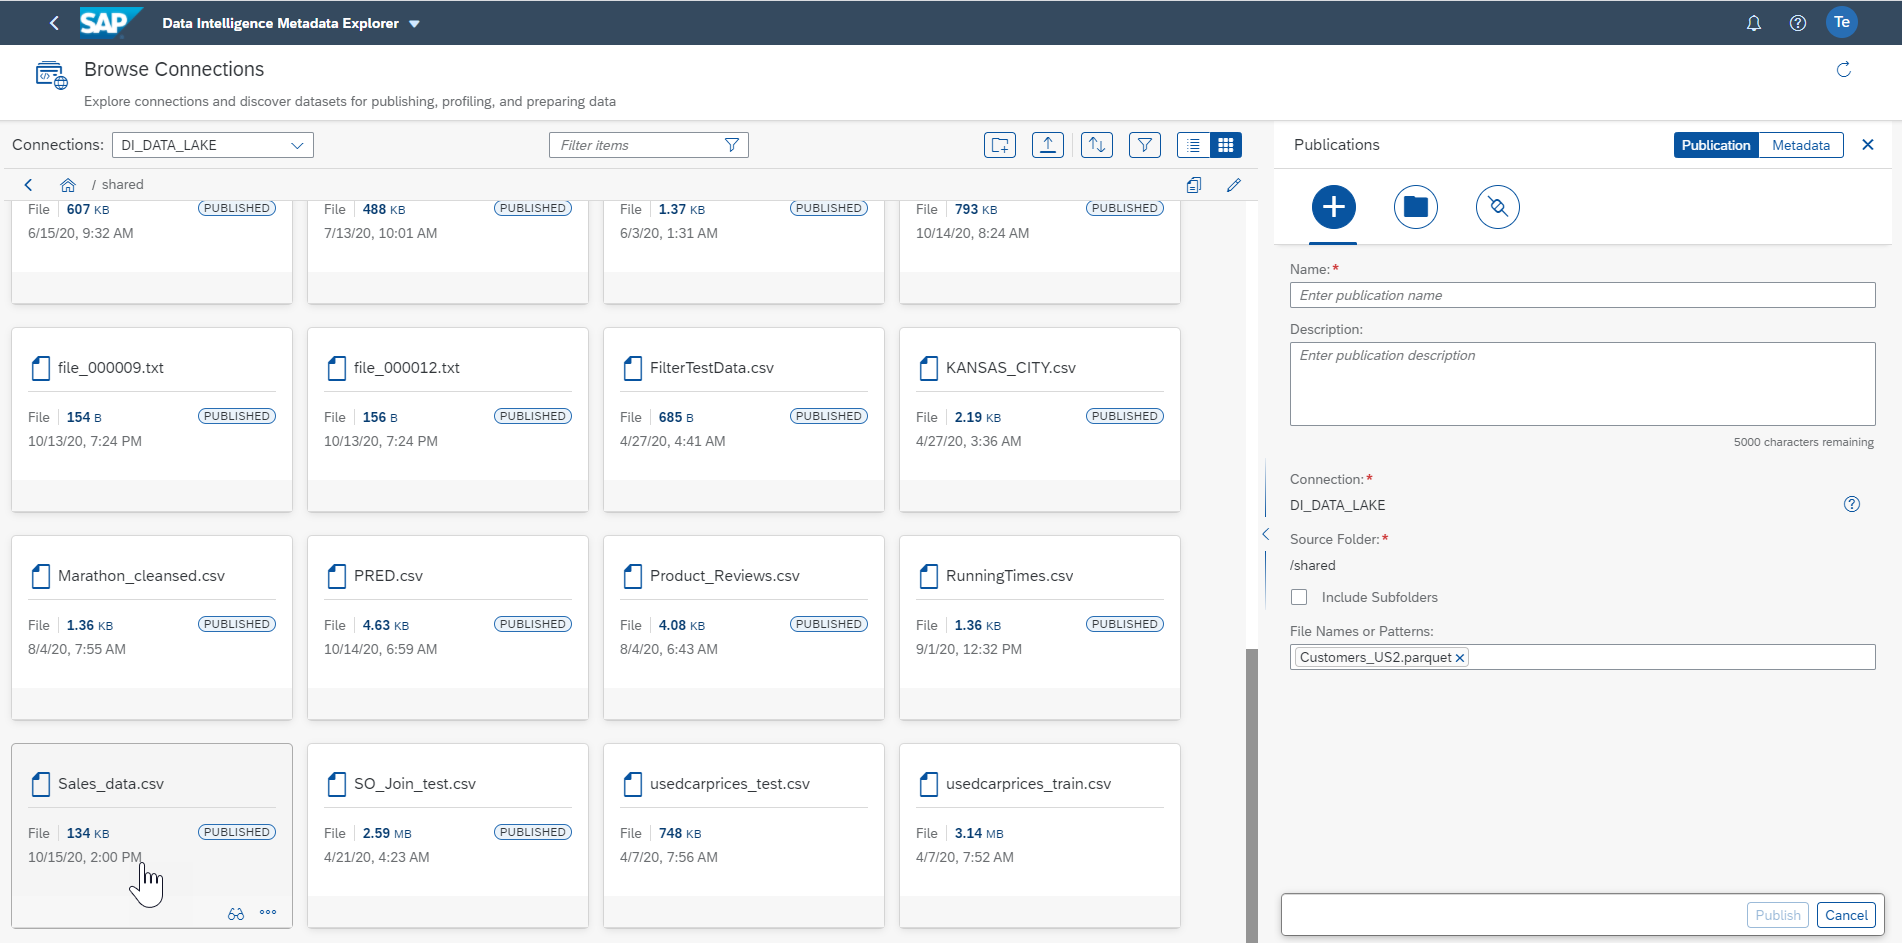 SAP Data Intelligence Metadata Explorer Te
Browse Connections
Explore connections and discover datasets for publishing, profiling, and preparing data
Connections: DI_DATA_LAKE Filter items
/ shared
File 607 KB PUBLISHED File 488 KB PUBLISHED File 1.37 KB PUBLISHED File 793 KB PUBLISHED
6/15/20, 9:32 AM 7/13/20, 10:01 AM 6/3/20, 1:31 AM 10/14/20, 8:24 AM
file_000009.txt file_000012.txt FilterTestData.csv KANSAS_CITY.csv
File 154 B PUBLISHED File 156 B PUBLISHED File 685 B PUBLISHED File 2.19 KB PUBLISHED
10/13/20, 7:24 PM 10/13/20, 7:24 PM 4/27/20, 4:41 AM 4/27/20, 3:36 AM
Marathon_cleansed.csv PRED.csv Product_Reviews.csv RunningTimes.csv
File 1.36 KB PUBLISHED File 4.63 KB PUBLISHED File 4.08 KB PUBLISHED File 1.36 KB PUBLISHED
8/4/20, 7:55 AM 10/14/20, 6:59 AM 8/4/20, 6:43 AM 9/1/20, 12:32 PM
Sales_data.csv SO_Join_test.csv usedcarprices_test.csv usedcarprices_train.csv
File 134 KB PUBLISHED File 2.59 MB PUBLISHED File 748 KB File 3.14 MB
10/15/20, 2:00 PM 4/21/20, 4:23 AM 4/7/20, 7:56 AM 4/7/20, 7:52 AM
Publications Publication Metadata
Name:*
Enter publication name
Description:
Enter publication description
5000 characters remaining
Connection:*
DI_DATA_LAKE
Source Folder:*
/shared
Include Subfolders
File Names or Patterns:
Customers_US2.parquet
Publish Cancel